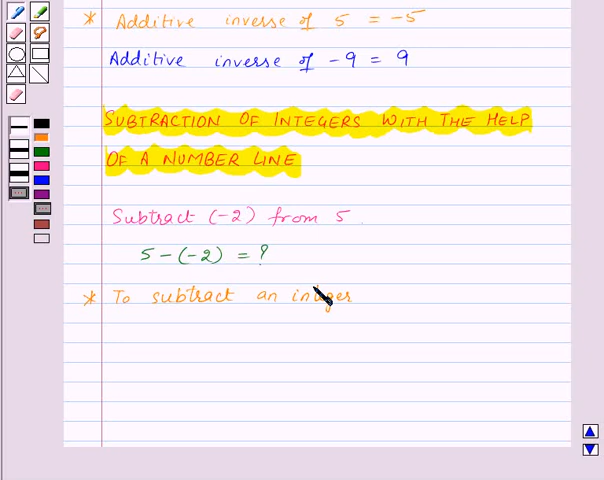 * Additive inverse of 5 = -5
Additive inverse of -9 = 9
SUBTRACTION OF INTEGERS WITH THE HELP
OF A NUMBER LINE
Subtract (-2) from 5.
5-(-2) = ?
* To subtract an integer